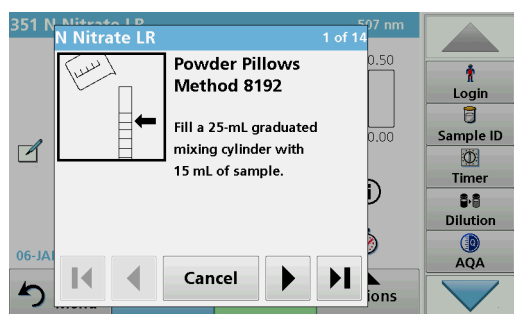 351 N Nitrate LR
507 nm
N Nitrate LR
1 of 14
Powder Pillows
Method 8192
Fill a 25-mL graduated
mixing cylinder with
15 mL of sample.
0.50
0.00
06-JA
Cancel
Menu
ions
Login
Sample ID
Timer
Dilution
AQA